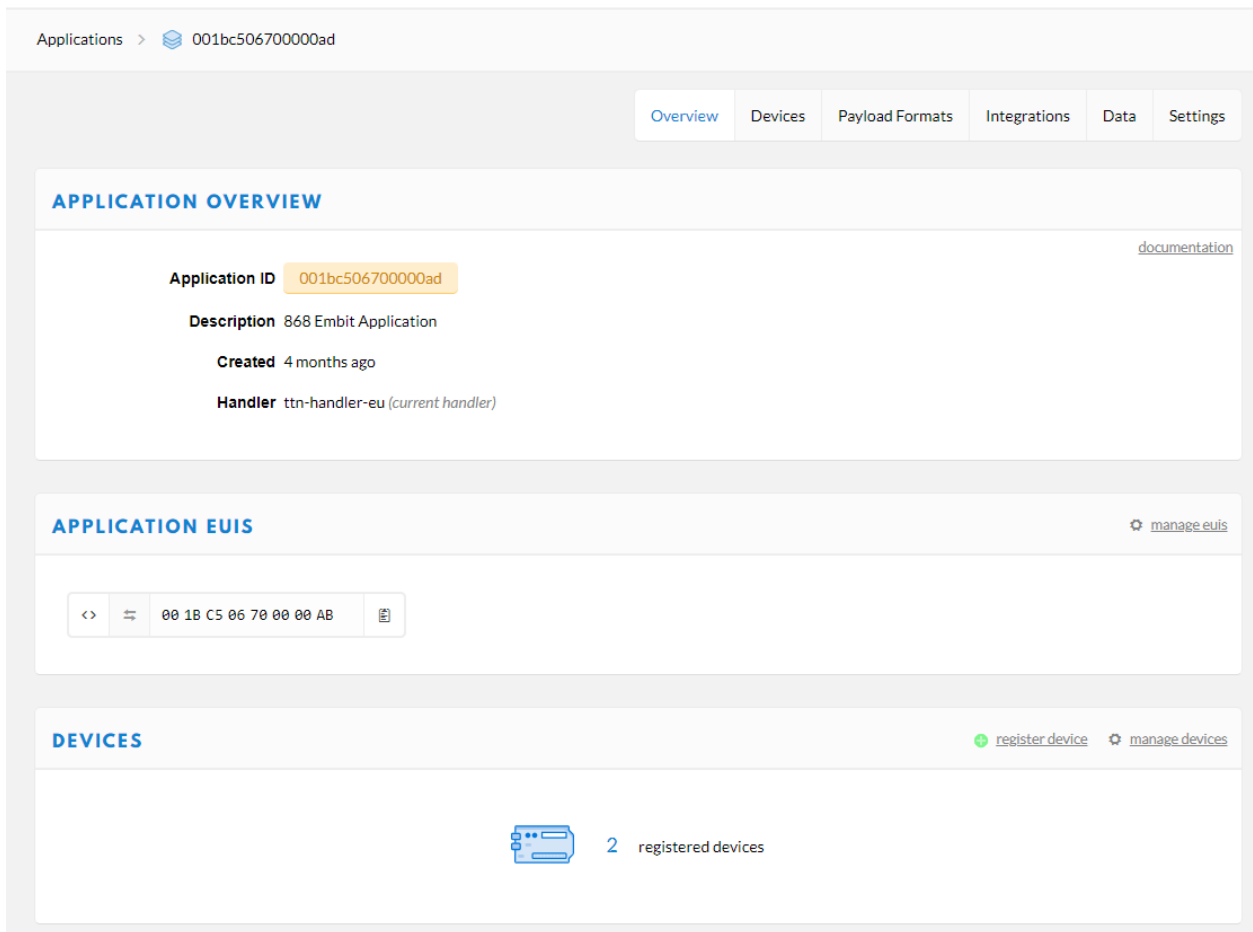 Applications > 001bc506700000ad
Overview Devices Payload Formats Integrations Data Settings
APPLICATION OVERVIEW
documentation
Application ID 001bc506700000ad
Description 868 Embit Application
Created 4 months ago
Handler ttn-handler-eu (current handler)
APPLICATION EUIS
manage euis
<> 00 1B C5 06 70 00 00 AB
DEVICES
register device manage devices
2 registered devices